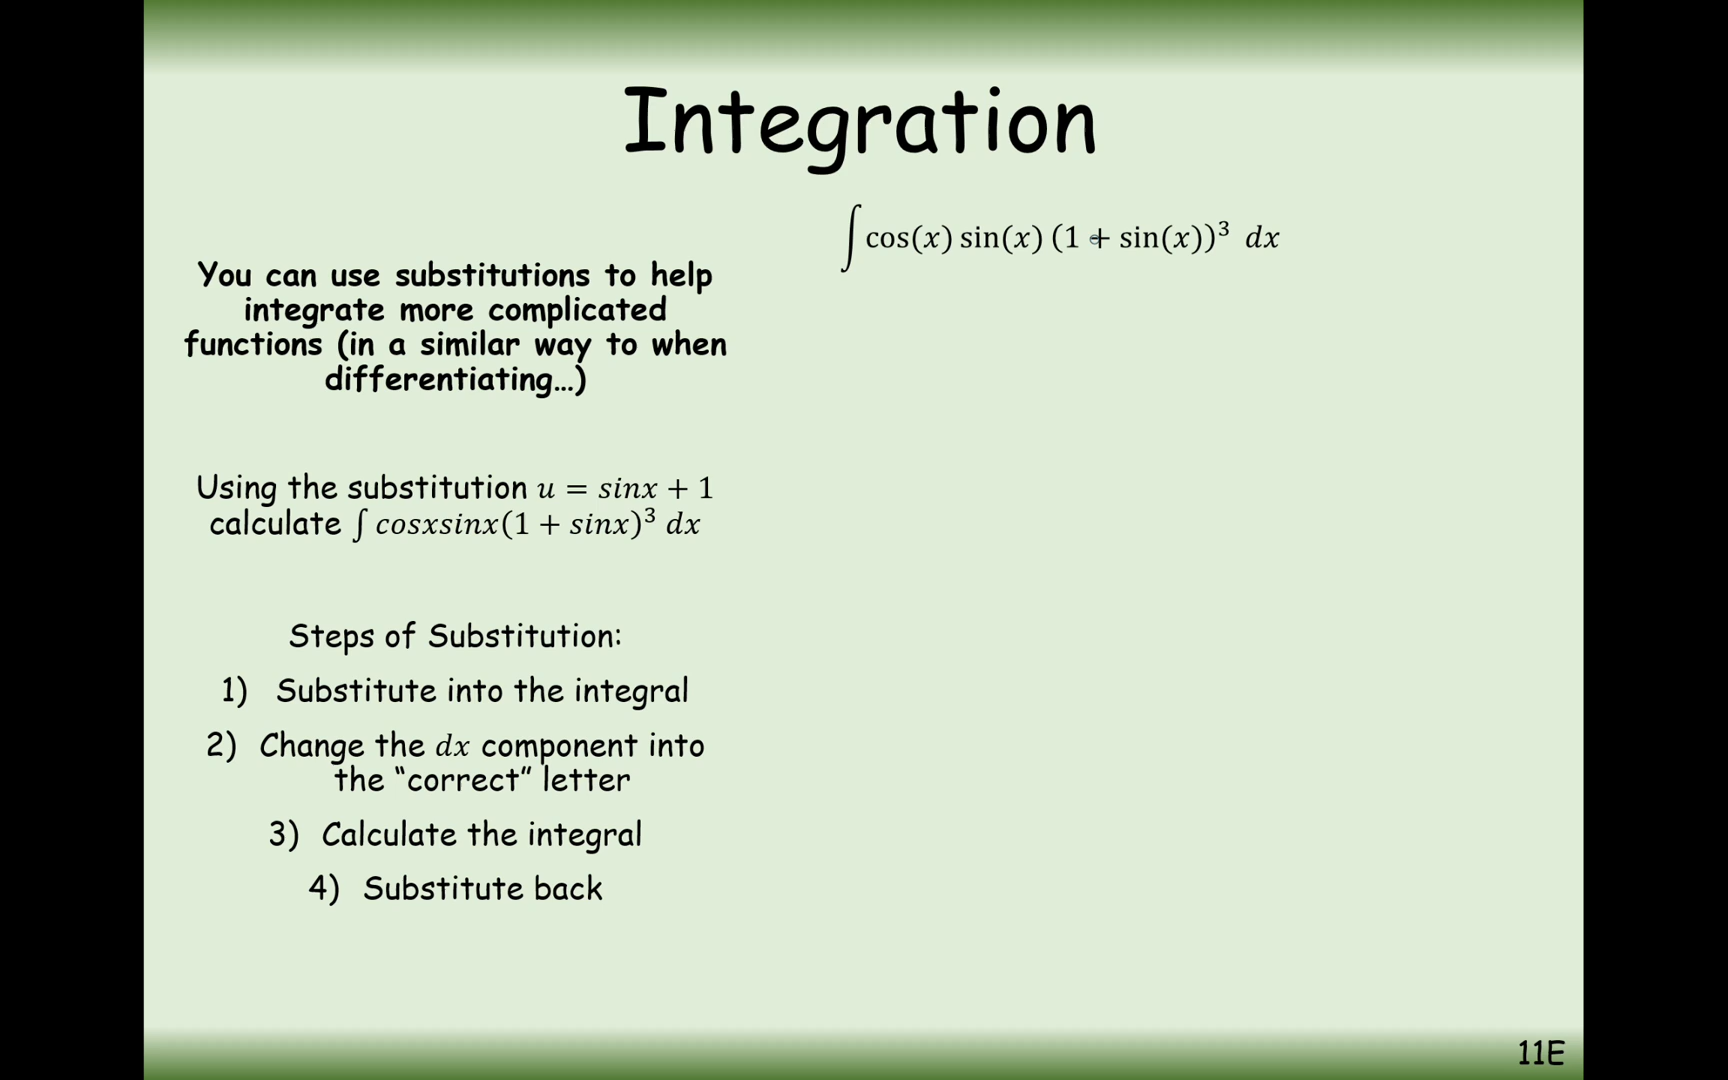 Integration
∫ cos(x) sin(x) (1 + sin(x))³ dx
You can use substitutions to help
integrate more complicated
functions (in a similar way to when
differentiating…)
Using the substitution u = sinx + 1
calculate ∫ cosxsinx(1 + sinx)³ dx
Steps of Substitution:
1) Substitute into the integral
2) Change the dx component into
the “correct” letter
3) Calculate the integral
4) Substitute back
11E